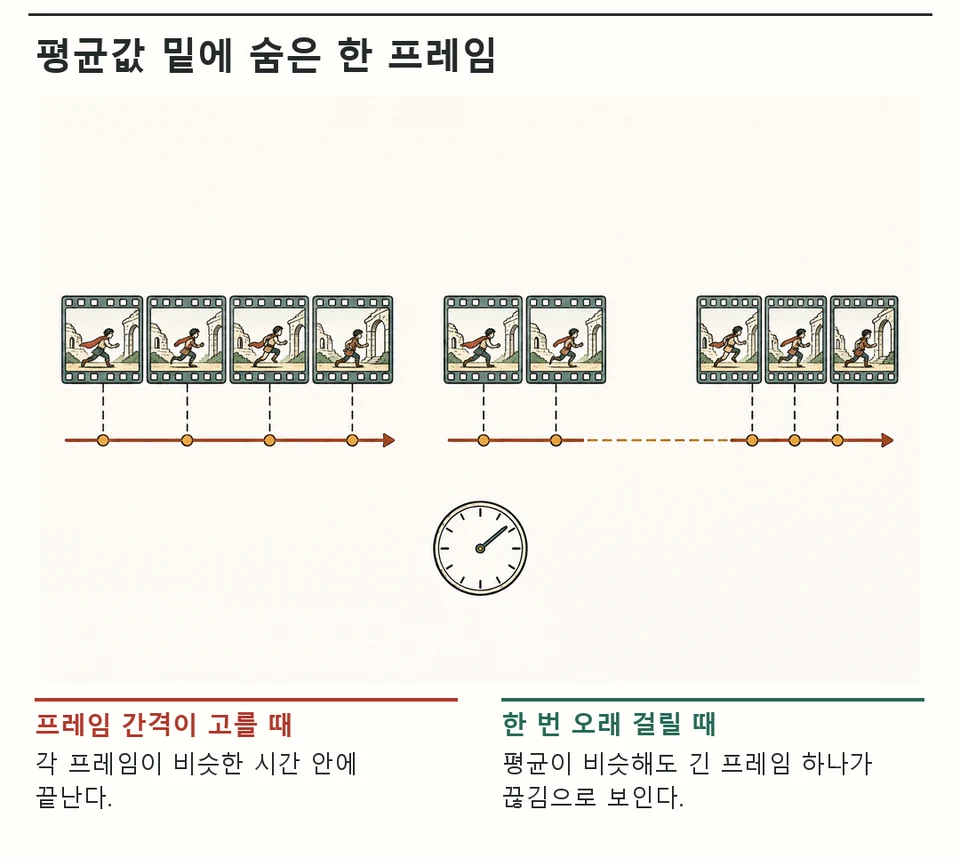 평균값 밑에 숨은 한 프레임
프레임 간격이 고를 때
각 프레임이 비슷한 시간 안에
끝난다.
한 번 오래 걸릴 때
평균이 비슷해도 긴 프레임 하나가
끊김으로 보인다.